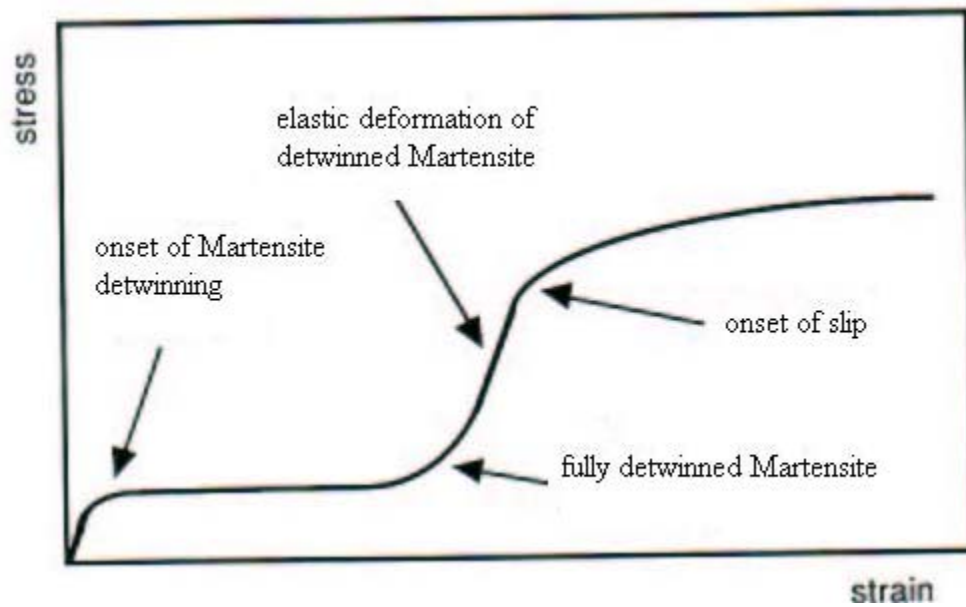 stress
elastic deformation of
detwinned Martensite
onset of Martensite
detwinning
onset of slip
fully detwinned Martensite
strain